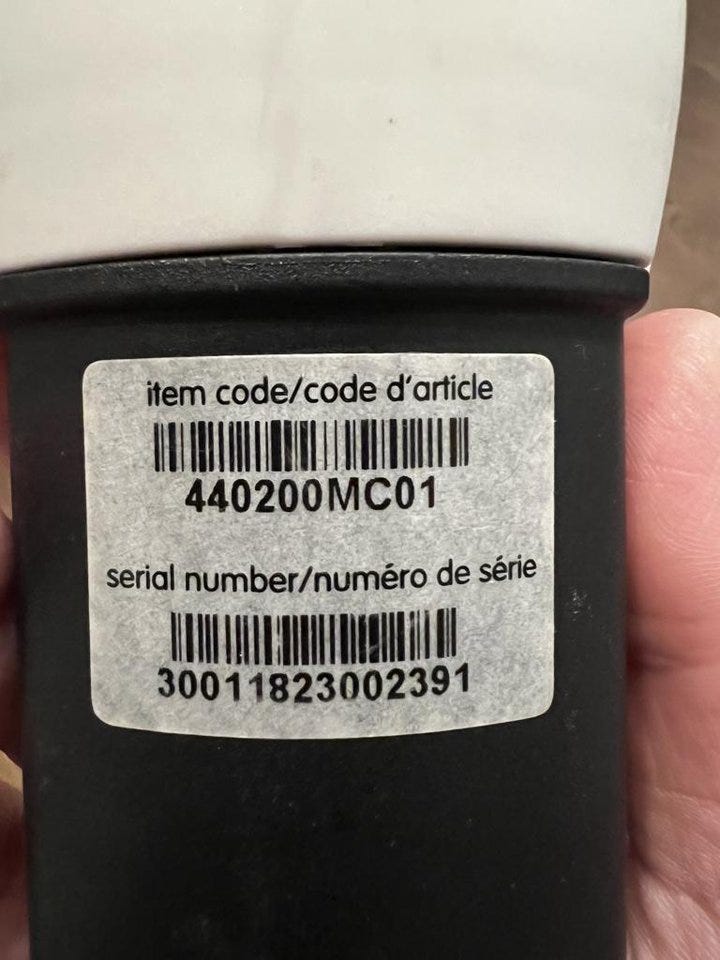 item code/code d'article
440200MC01
serial number/numéro de série
30011823002391